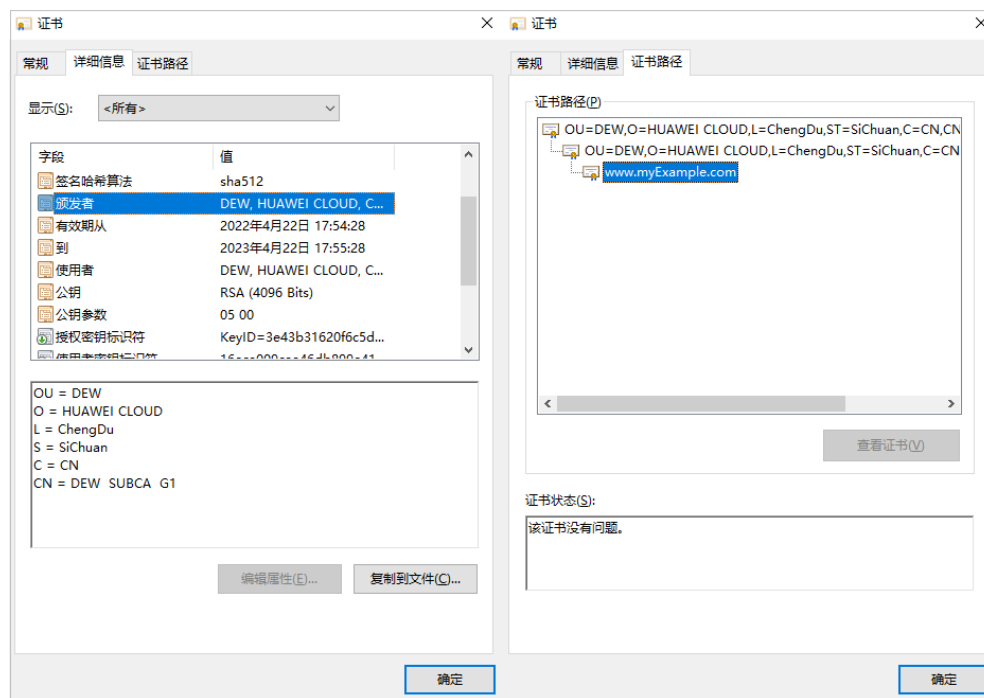 证书
常规 详细信息 证书路径
显示(S): <所有>
字段 值
签名哈希算法 sha512
颁发者 DEW, HUAWEI CLOUD, C...
有效期从 2022年4月22日 17:54:28
到 2023年4月22日 17:55:28
使用者 DEW, HUAWEI CLOUD, C...
公钥 RSA (4096 Bits)
公钥参数 05 00
授权密钥标识符 KeyID=3e43b31620f6c5d...
使用者密钥标识符
OU = DEW
O = HUAWEI CLOUD
L = ChengDu
S = SiChuan
C = CN
CN = DEW SUBCA G1
编辑属性(E)... 复制到文件(C)...
确定
证书
常规 详细信息 证书路径
证书路径(P)
OU=DEW,O=HUAWEI CLOUD,L=ChengDu,ST=SiChuan,C=CN,CN
OU=DEW,O=HUAWEI CLOUD,L=ChengDu,ST=SiChuan,C=CN
www.myExample.com
查看证书(V)
证书状态(S):
该证书没有问题。
确定